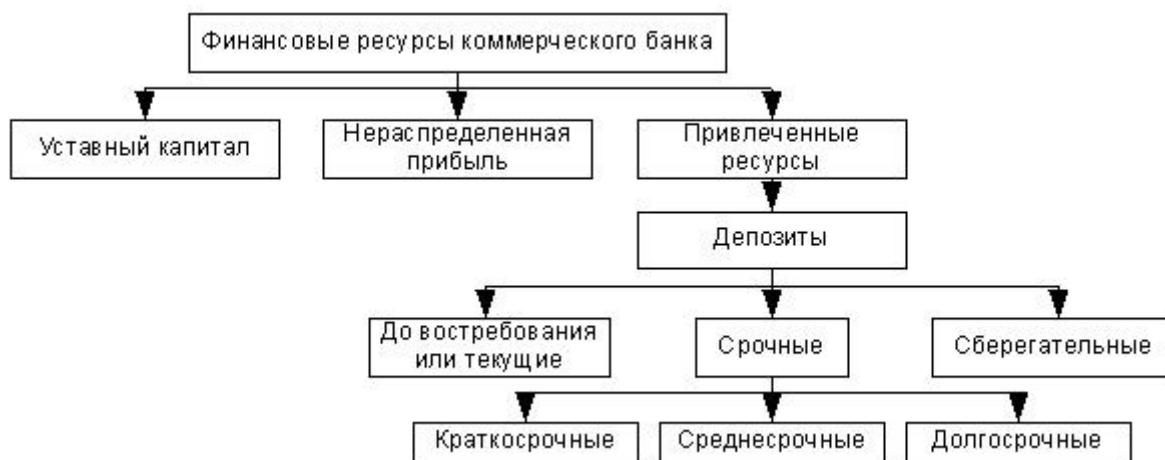 Финансовые ресурсы коммерческого банка
Уставный капитал
Нераспределенная
прибыль
Привлеченные
ресурсы
Депозиты
До востребования
или текущие
Срочные
Сберегательные
Краткосрочные
Среднесрочные
Долгосрочные